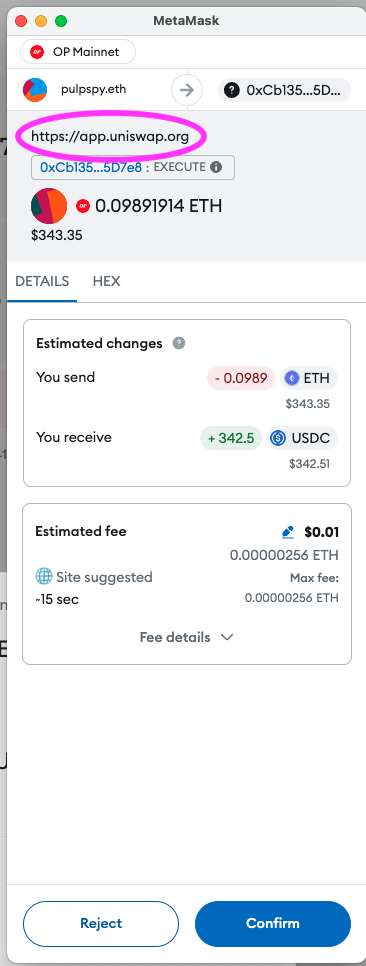 MetaMask
OP OP Mainnet
pulpspy.eth → ? 0xCb135...5D...
https://app.uniswap.org
0xCb135...5D7e8 : EXECUTE
OP 0.09891914 ETH
$343.35
DETAILS HEX
Estimated changes ?
You send - 0.0989 ETH
$343.35
You receive + 342.5 USDC
$342.51
Estimated fee $0.01
0.00000256 ETH
Site suggested Max fee:
~15 sec 0.00000256 ETH
Fee details
Reject Confirm